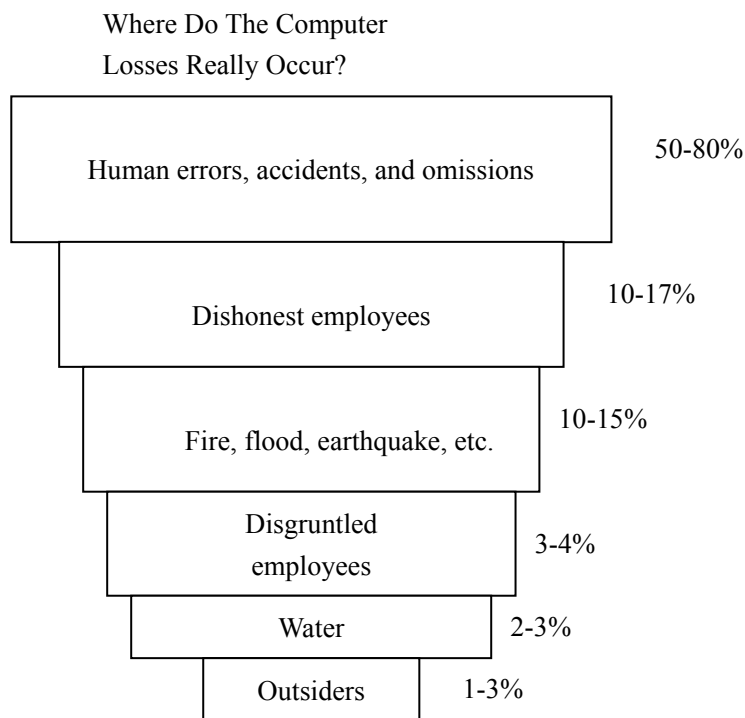 Where Do The Computer
Losses Really Occur?
Human errors, accidents, and omissions
50-80%
Dishonest employees
10-17%
Fire, flood, earthquake, etc.
10-15%
Disgruntled
employees
3-4%
Water
2-3%
Outsiders
1-3%